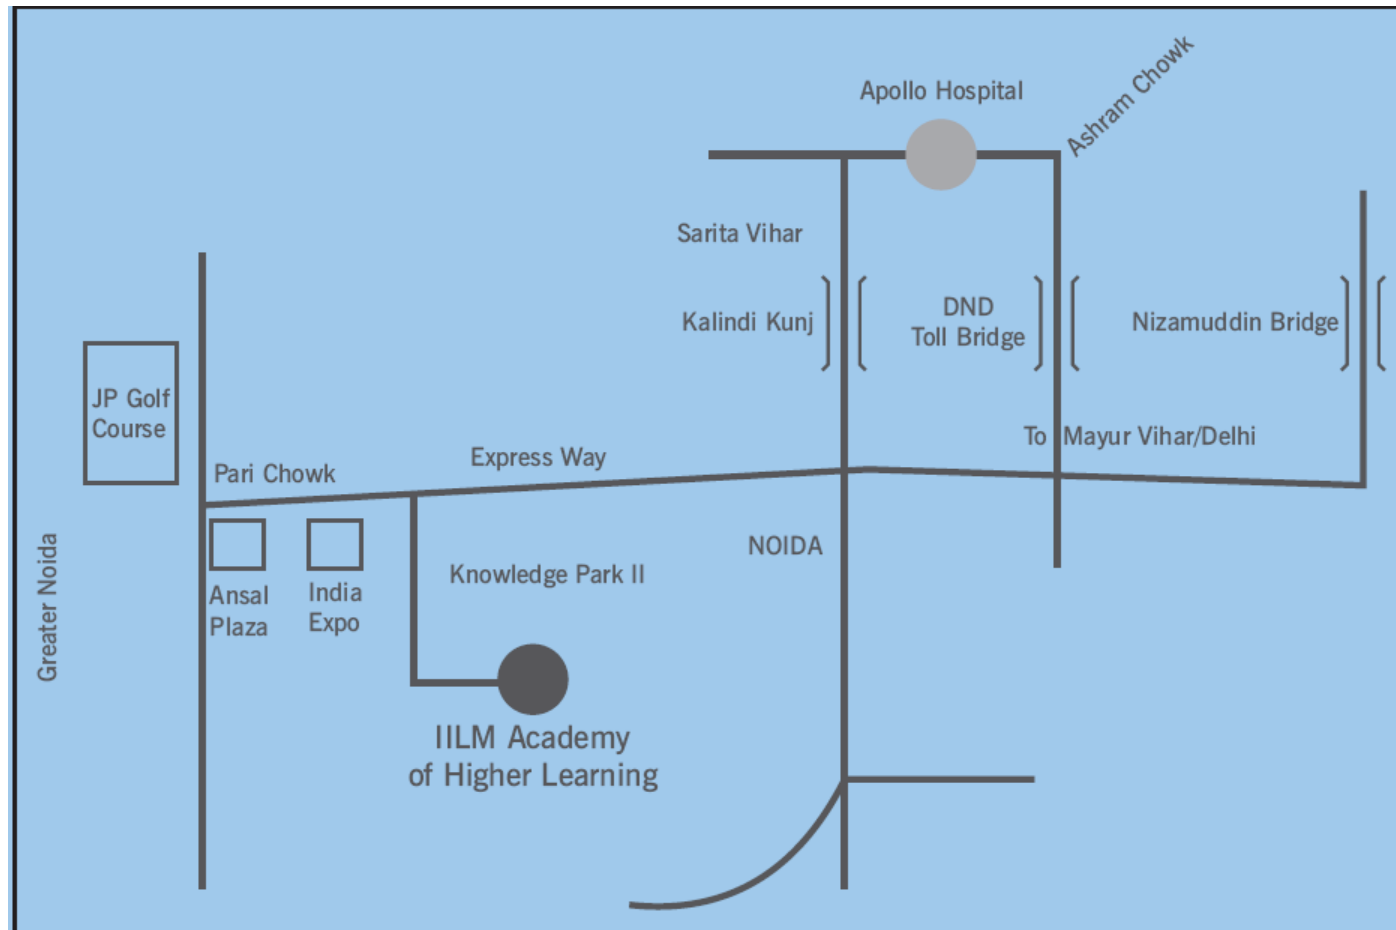 Apollo Hospital
Ashram Chowk
Sarita Vihar
Kalindi Kunj
DND
Toll Bridge
Nizamuddin Bridge
JP Golf
Course
To Mayur Vihar/Delhi
Pari Chowk
Express Way
Greater Noida
NOIDA
Knowledge Park II
Ansal
Plaza
India
Expo
IILM Academy
of Higher Learning